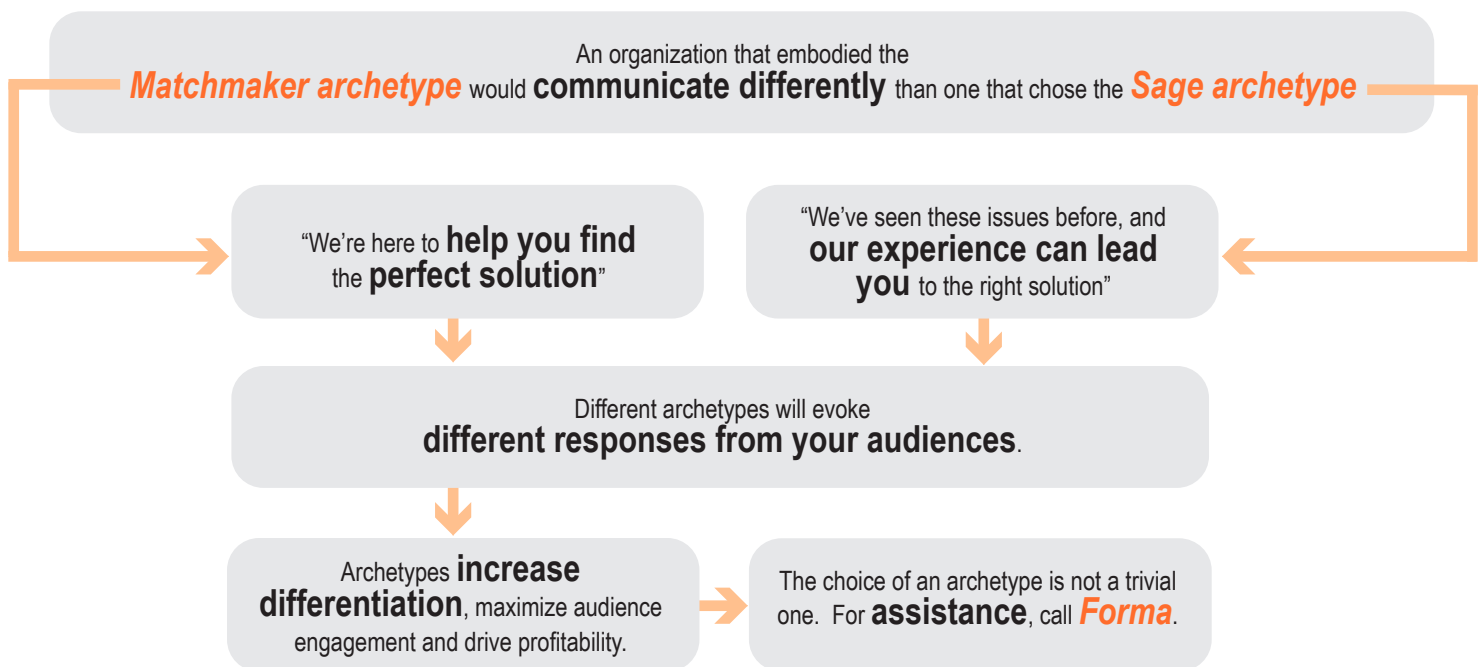 An organization that embodied the
Matchmaker archetype would communicate differently than one that chose the Sage archetype
“We’re here to help you find
the perfect solution”
“We’ve seen these issues before, and
our experience can lead
you to the right solution”
Different archetypes will evoke
different responses from your audiences.
Archetypes increase
differentiation, maximize audience
engagement and drive profitability.
The choice of an archetype is not a trivial
one.  For assistance, call Forma.